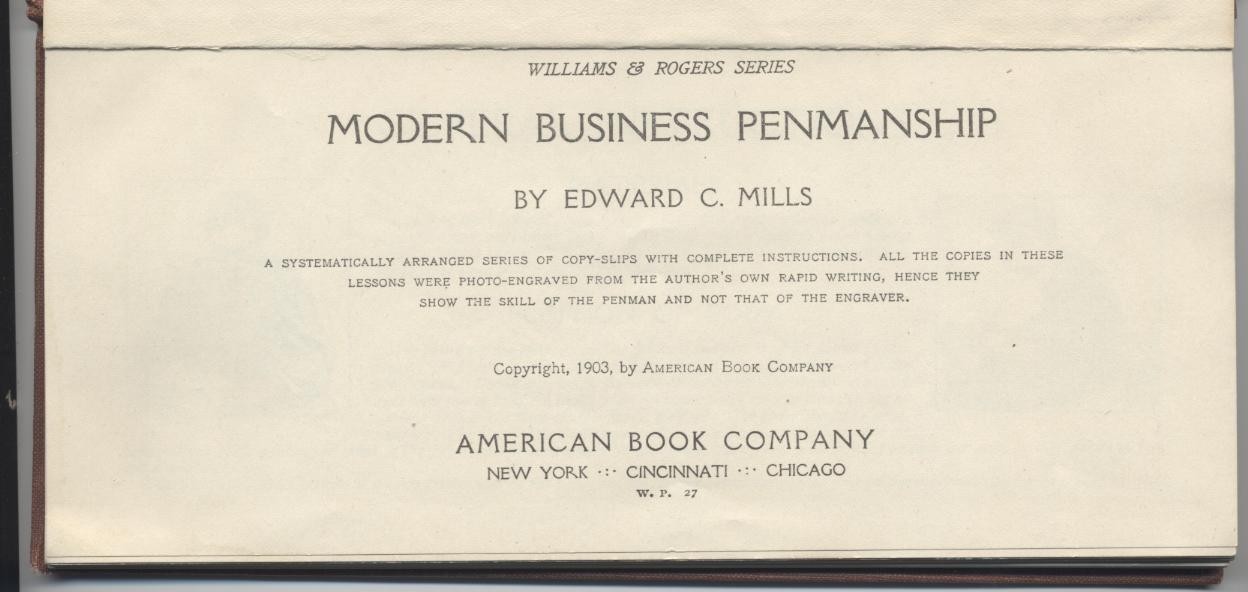 WILLIAMS & ROGERS SERIES
MODERN BUSINESS PENMANSHIP
BY EDWARD C. MILLS
A SYSTEMATICALLY ARRANGED SERIES OF COPY-SLIPS WITH COMPLETE INSTRUCTIONS. ALL THE COPIES IN THESE
LESSONS WERE PHOTO-ENGRAVED FROM THE AUTHOR'S OWN RAPID WRITING, HENCE THEY
SHOW THE SKILL OF THE PENMAN AND NOT THAT OF THE ENGRAVER.
Copyright, 1903, by AMERICAN BOOK COMPANY
AMERICAN BOOK COMPANY
NEW YORK ·:· CINCINNATI ·:· CHICAGO
W. P. 27